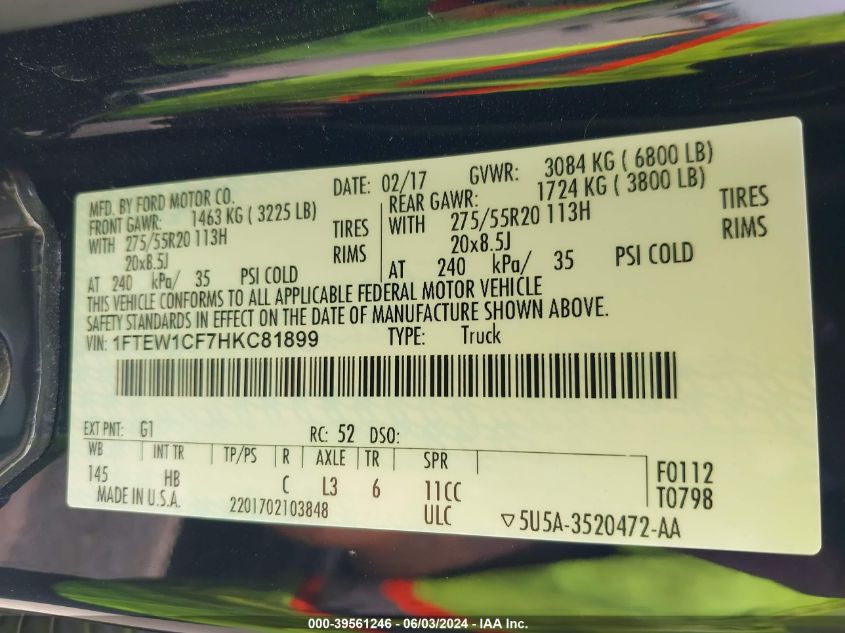 MFD. BY FORD MOTOR CO. DATE: 02/17 GVWR: 3084 KG ( 6800 LB)
FRONT GAWR: 1463 KG ( 3225 LB) REAR GAWR: 1724 KG ( 3800 LB)
WITH 275/55R20 113H TIRES WITH 275/55R20 113H TIRES
20x8.5J RIMS 20x8.5J RIMS
AT 240 kPa/ 35 PSI COLD AT 240 kPa/ 35 PSI COLD
THIS VEHICLE CONFORMS TO ALL APPLICABLE FEDERAL MOTOR VEHICLE
SAFETY STANDARDS IN EFFECT ON THE DATE OF MANUFACTURE SHOWN ABOVE.
VIN: 1FTEW1CF7HKC81899 TYPE: Truck
EXT PNT: G1 RC: 52 DSO:
WB INT TR TP/PS R AXLE TR SPR
145 HB C L3 6 11CC F0112
MADE IN U.S.A. 2201702103848 ULC T0798
▽5U5A-3520472-AA
000-39561246 - 06/03/2024 - IAA Inc.